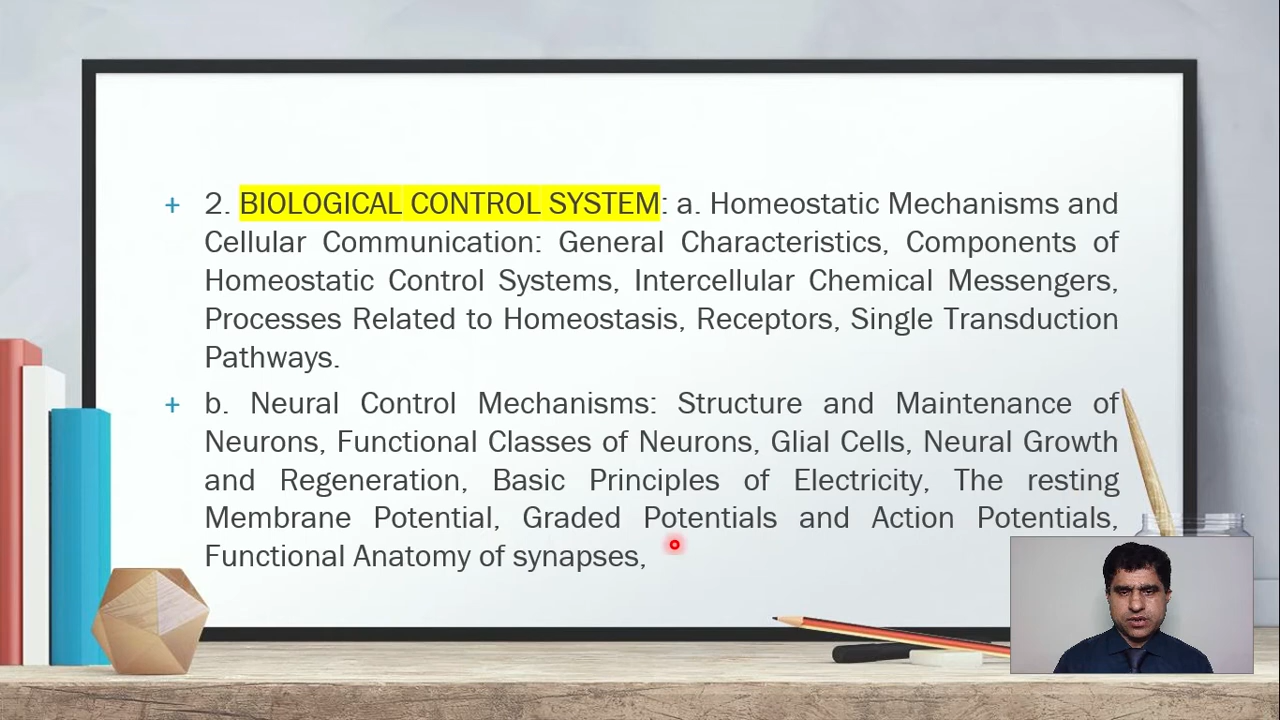 + 2. BIOLOGICAL CONTROL SYSTEM: a. Homeostatic Mechanisms and
Cellular Communication: General Characteristics, Components of
Homeostatic Control Systems, Intercellular Chemical Messengers,
Processes Related to Homeostasis, Receptors, Single Transduction
Pathways.
+ b. Neural Control Mechanisms: Structure and Maintenance of
Neurons, Functional Classes of Neurons, Glial Cells, Neural Growth
and Regeneration, Basic Principles of Electricity, The resting
Membrane Potential, Graded Potentials and Action Potentials,
Functional Anatomy of synapses,